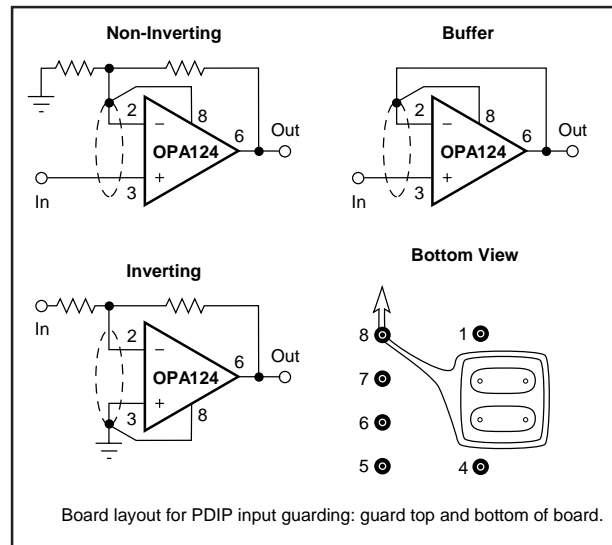 Non-Inverting
2
−
8
6
Out
OPA124
+
3
In
Buffer
2
−
8
6
Out
OPA124
+
3
In
Inverting
In
2
−
6
Out
OPA124
+
3
8
Bottom View
8
1
7
6
5
4
Board layout for PDIP input guarding: guard top and bottom of board.